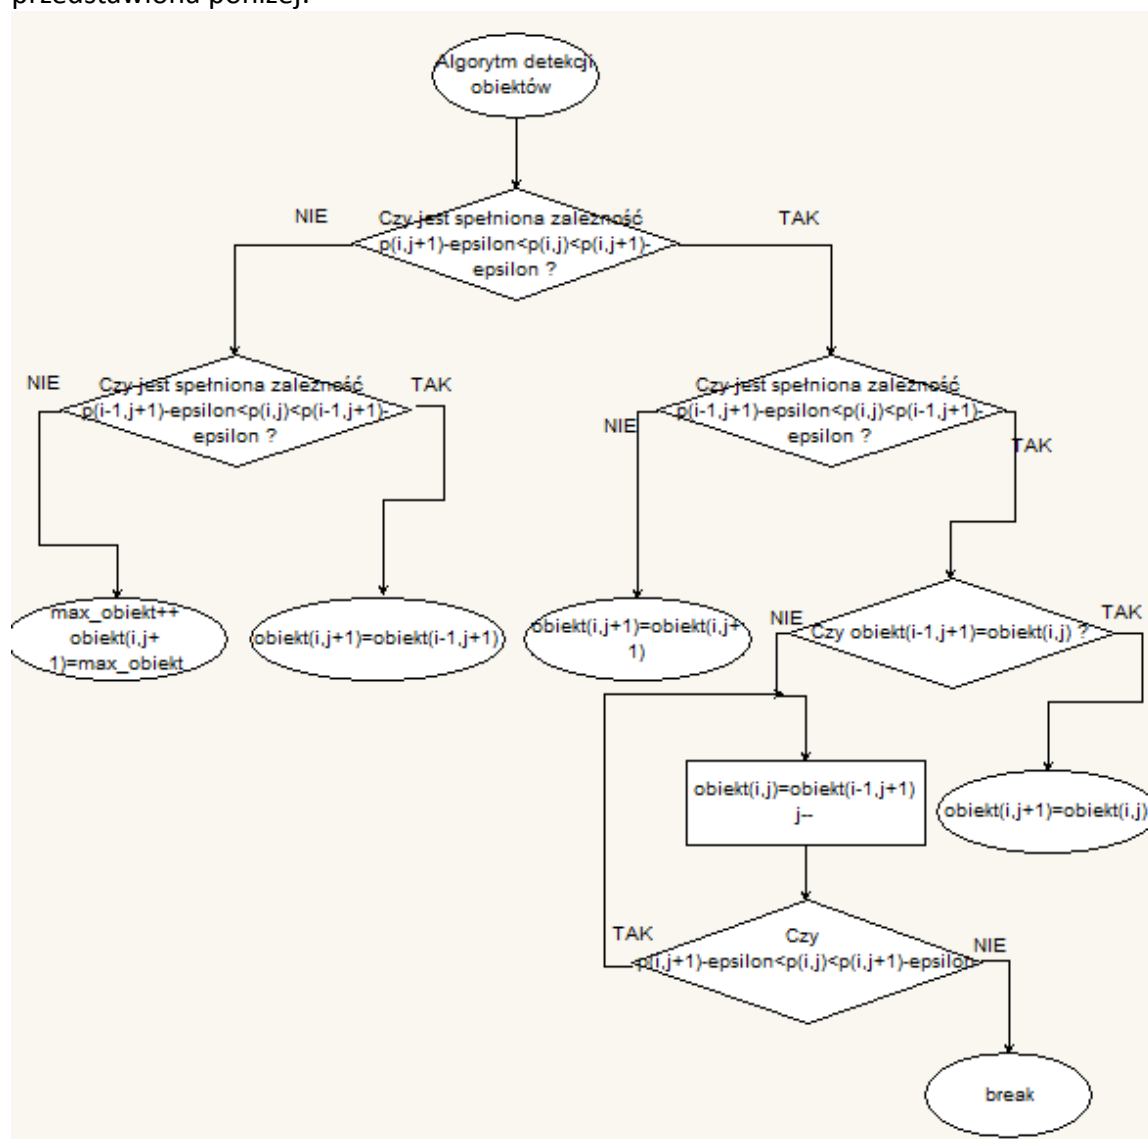 przedstawiona poniżej.
Algorytm detekcji
obiektów
NIE
Czy jest spełniona zależność
TAK
p(i,j+1)-epsilon<p(i,j)<p(i,j+1)-
epsilon ?
NIE
Czy jest spełniona zależność
TAK
p(i-1,j+1)-epsilon<p(i,j)<p(i-1,j+1)-
epsilon ?
Czy jest spełniona zależność
p(i-1,j+1)-epsilon<p(i,j)<p(i-1,j+1)-
epsilon ?
NIE
TAK
max_obiekt++
obiekt(i,j+
1)=max_obiekt
obiekt(i,j+1)=obiekt(i-1,j+1)
obiekt(i,j+1)=obiekt(i,j+
1)
NIE
Czy obiekt(i-1,j+1)=obiekt(i,j) ?
TAK
obiekt(i,j)=obiekt(i-1,j+1)
j--
obiekt(i,j+1)=obiekt(i,j)
TAK
Czy
NIE
p(i,j+1)-epsilon<p(i,j)<p(i,j+1)-epsilon
break